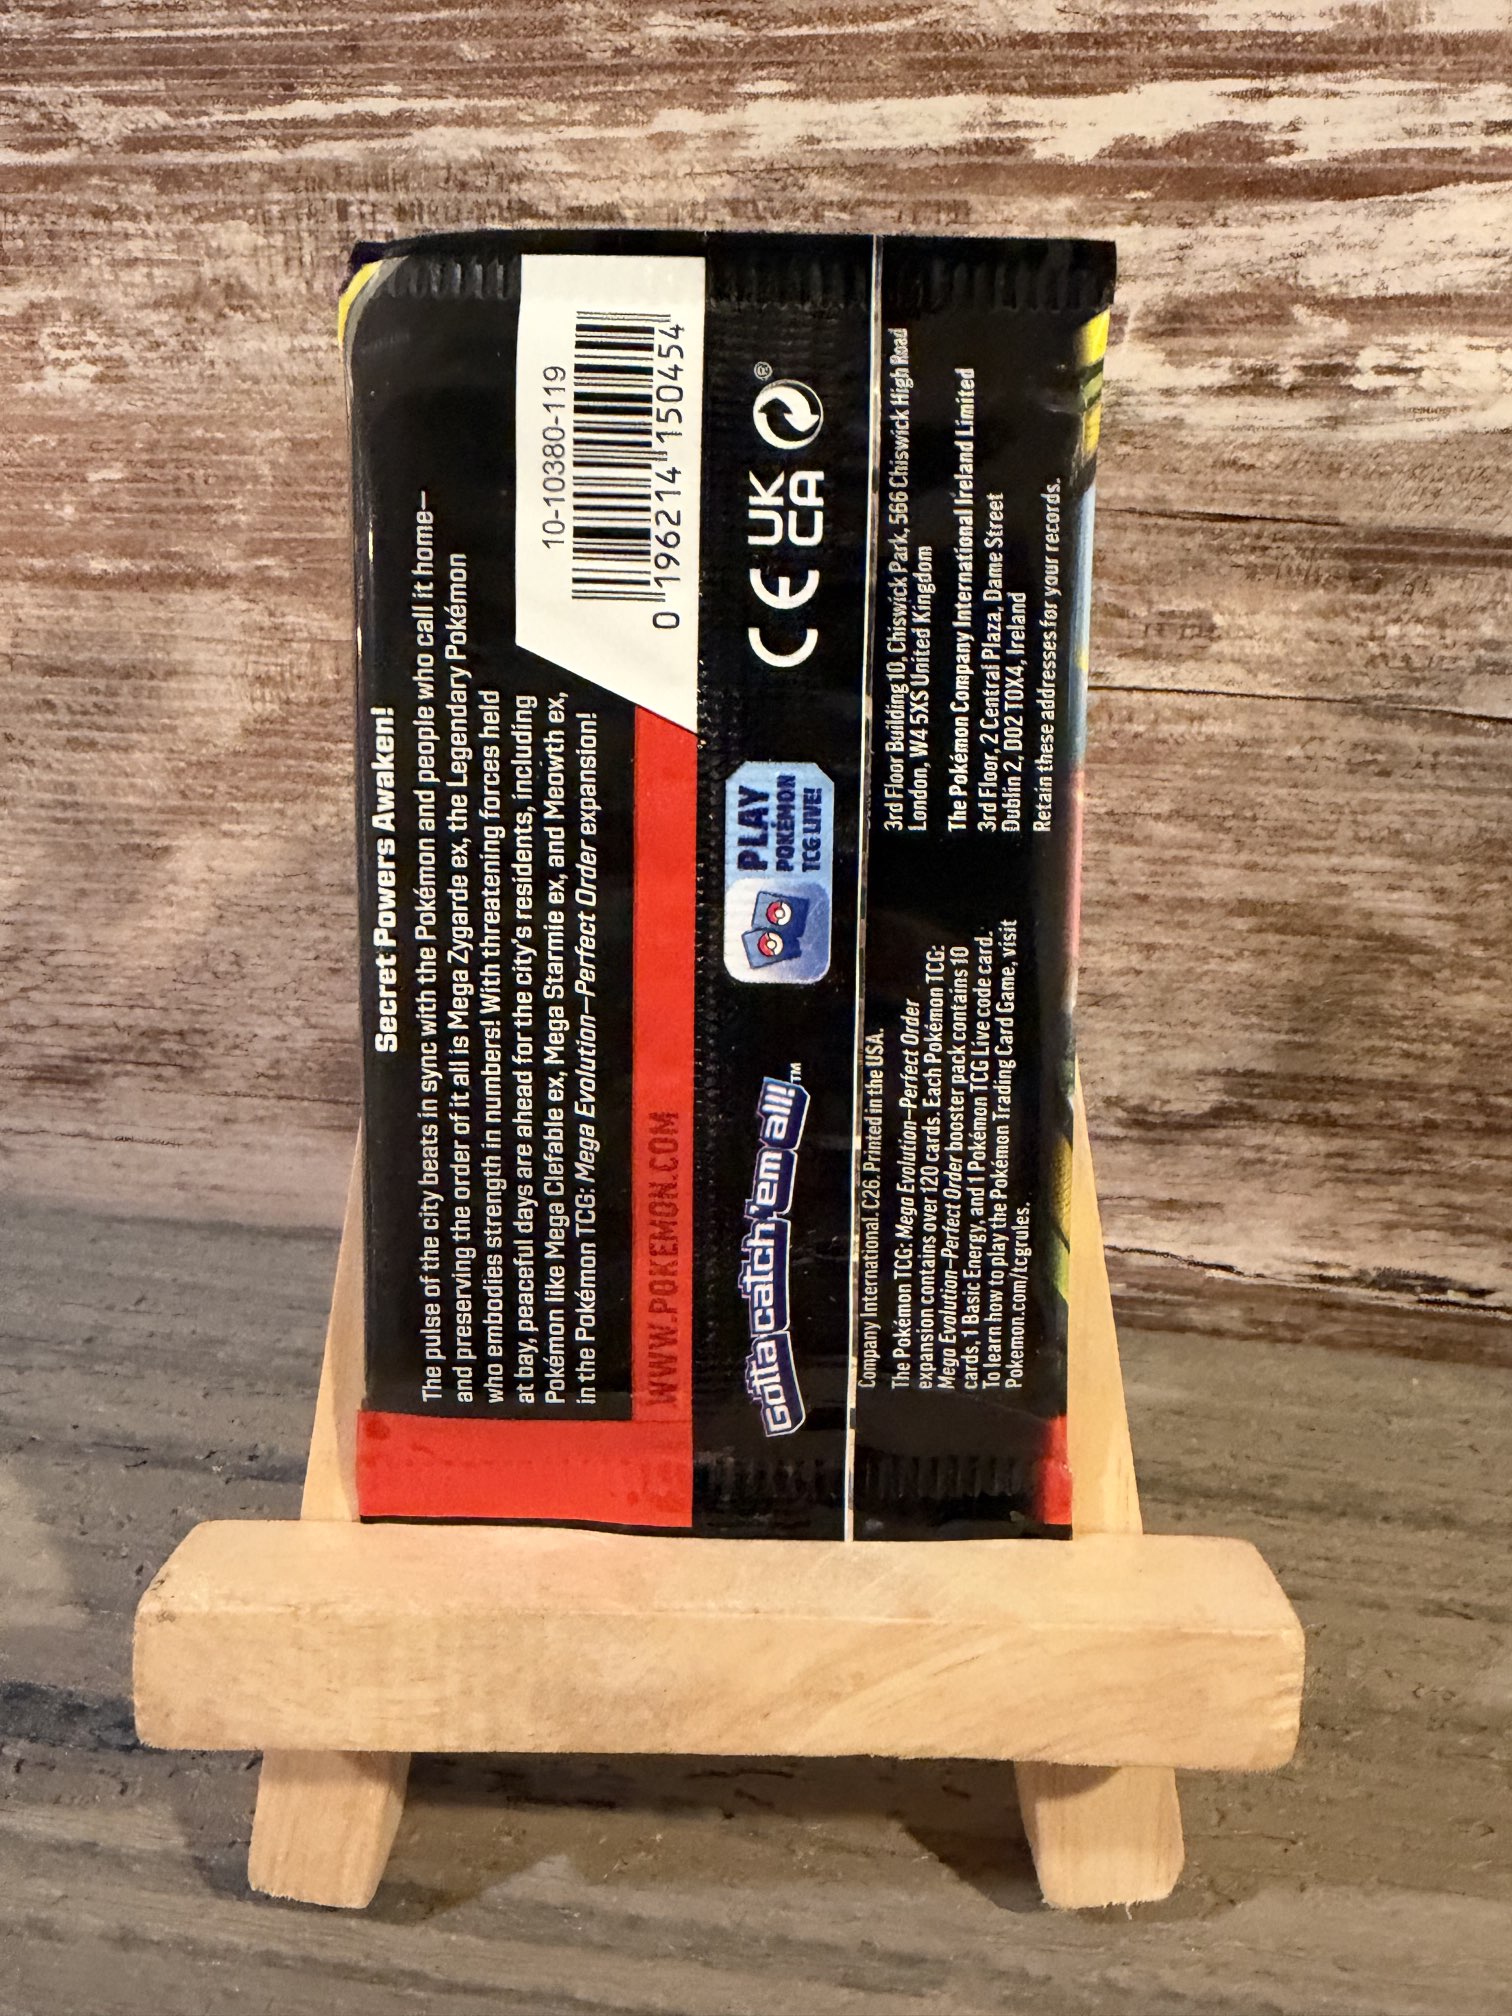 Secret Powers Awaken!
The pulse of the city beats in sync with the Pokémon and people who call it home—
and preserving the order of it all is Mega Zygarde ex, the Legendary Pokémon
who embodies strength in numbers! With threatening forces held
at bay, peaceful days are ahead for the city's residents, including
Pokémon like Mega Clefable ex, Mega Starmie ex, and Meowth ex,
in the Pokémon TCG: Mega Evolution—Perfect Order expansion!
WWW.POKEMON.COM
10-10380-119
0 196214 150454
Gotta catch 'em all!™
PLAY
POKÉMON
TCG LIVE!
CE
UK
CA
®
Company International. C26. Printed in the USA.
The Pokémon TCG: Mega Evolution—Perfect Order
expansion contains over 120 cards. Each Pokémon TCG:
Mega Evolution—Perfect Order booster pack contains 10
cards, 1 Basic Energy, and 1 Pokémon TCG Live code card.
To learn how to play the Pokémon Trading Card Game, visit
Pokemon.com/tcgrules.
3rd Floor Building 10, Chiswick Park, 566 Chiswick High Road
London, W4 5XS United Kingdom
The Pokémon Company International Ireland Limited
3rd Floor, 2 Central Plaza, Dame Street
Dublin 2, D02 T0X4, Ireland
Retain these addresses for your records.